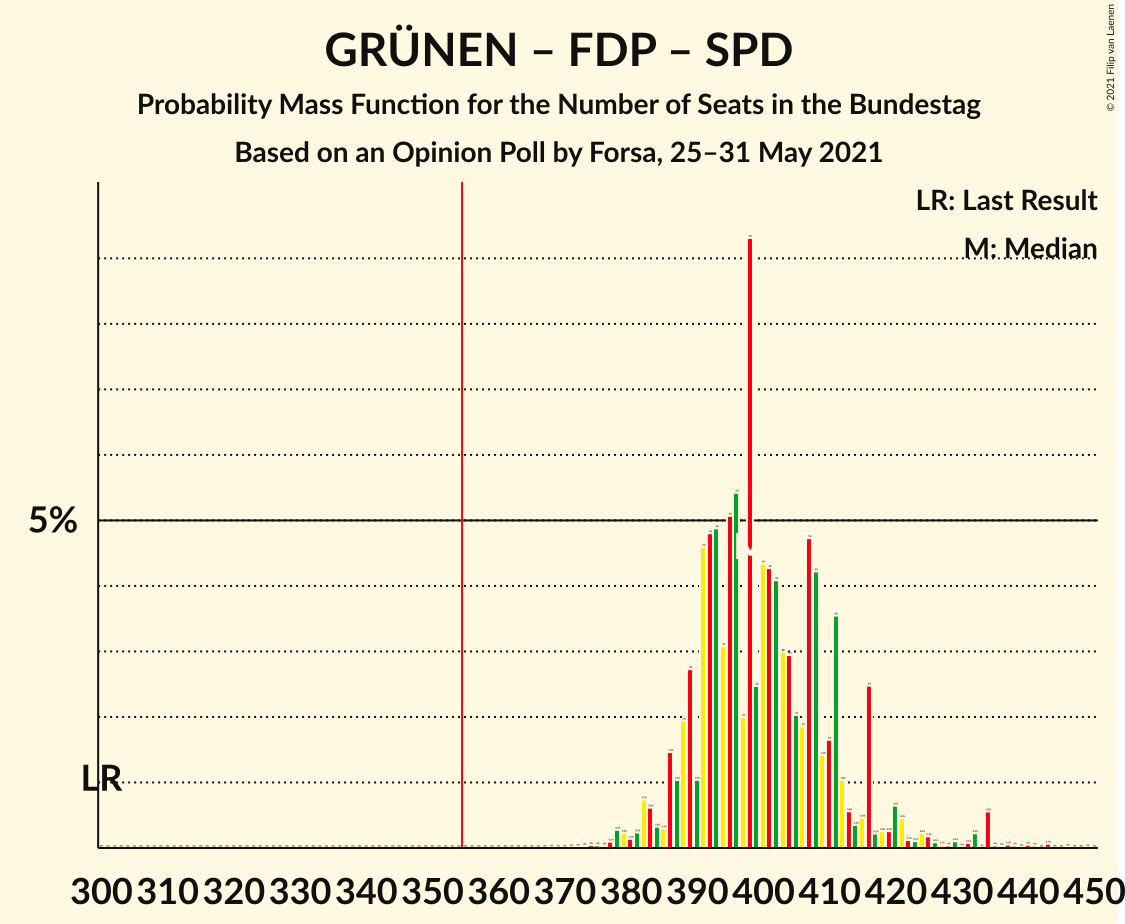 GRÜNEN – FDP – SPD
Probability Mass Function for the Number of Seats in the Bundestag
Based on an Opinion Poll by Forsa, 25–31 May 2021
© 2021 Filip van Laenen
LR: Last Result
M: Median
5%
LR
300 310 320 330 340 350 360 370 380 390 400 410 420 430 440 450